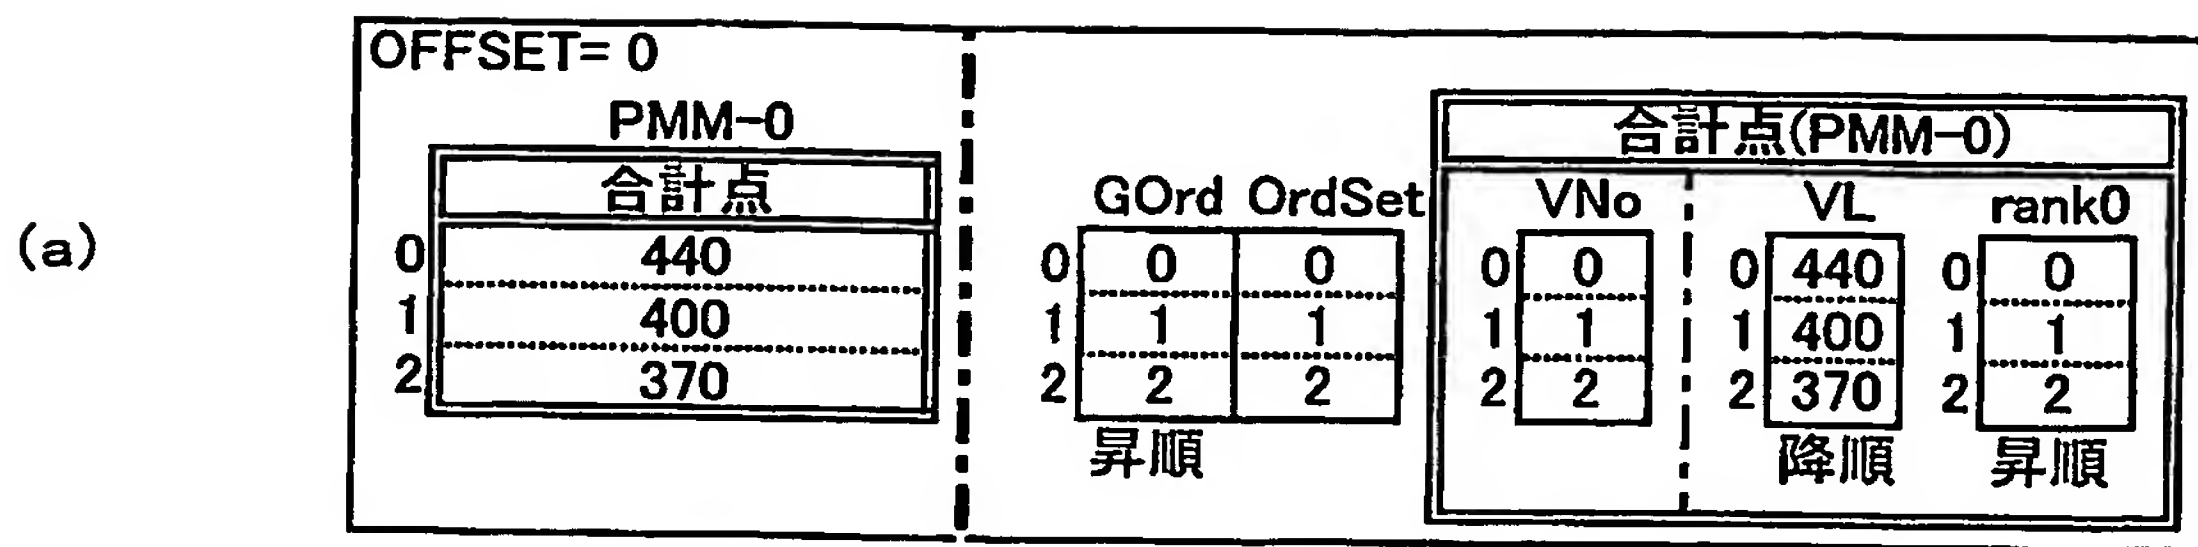 (a)
OFFSET= 0
PMM-0
合計点
0 440
1 400
2 370
GOrd OrdSet
0 0 0
1 1 1
2 2 2
昇順
合計点(PMM-0)
VNo VL rank0
0 0 0 440 0 0
1 1 1 400 1 1
2 2 2 370 2 2
降順 昇順